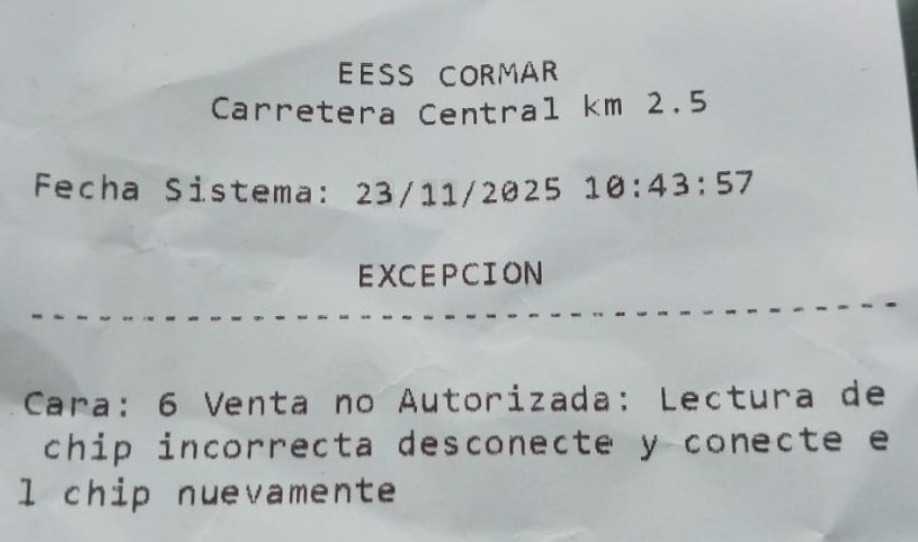 EESS CORMAR
Carretera Central km 2.5
Fecha Sistema: 23/11/2025 10:43:57
EXCEPCION
----------------------------------------
Cara: 6 Venta no Autorizada: Lectura de
chip incorrecta desconecte y conecte e
l chip nuevamente